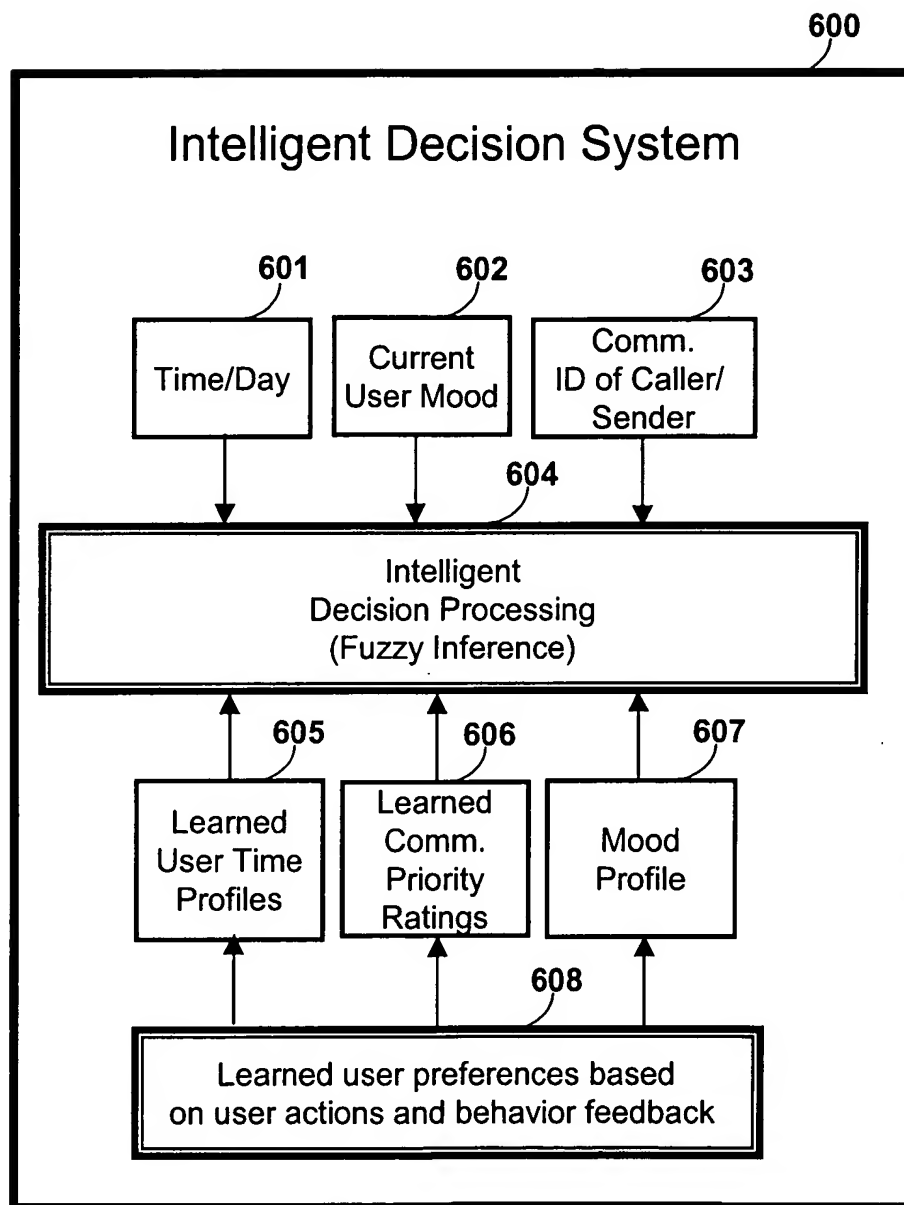 600
Intelligent Decision System
601
602
603
Time/Day
Current
User Mood
Comm.
ID of Caller/
Sender
604
Intelligent
Decision Processing
(Fuzzy Inference)
605
606
607
Learned
User Time
Profiles
Learned
Comm.
Priority
Ratings
Mood
Profile
608
Learned user preferences based
on user actions and behavior feedback